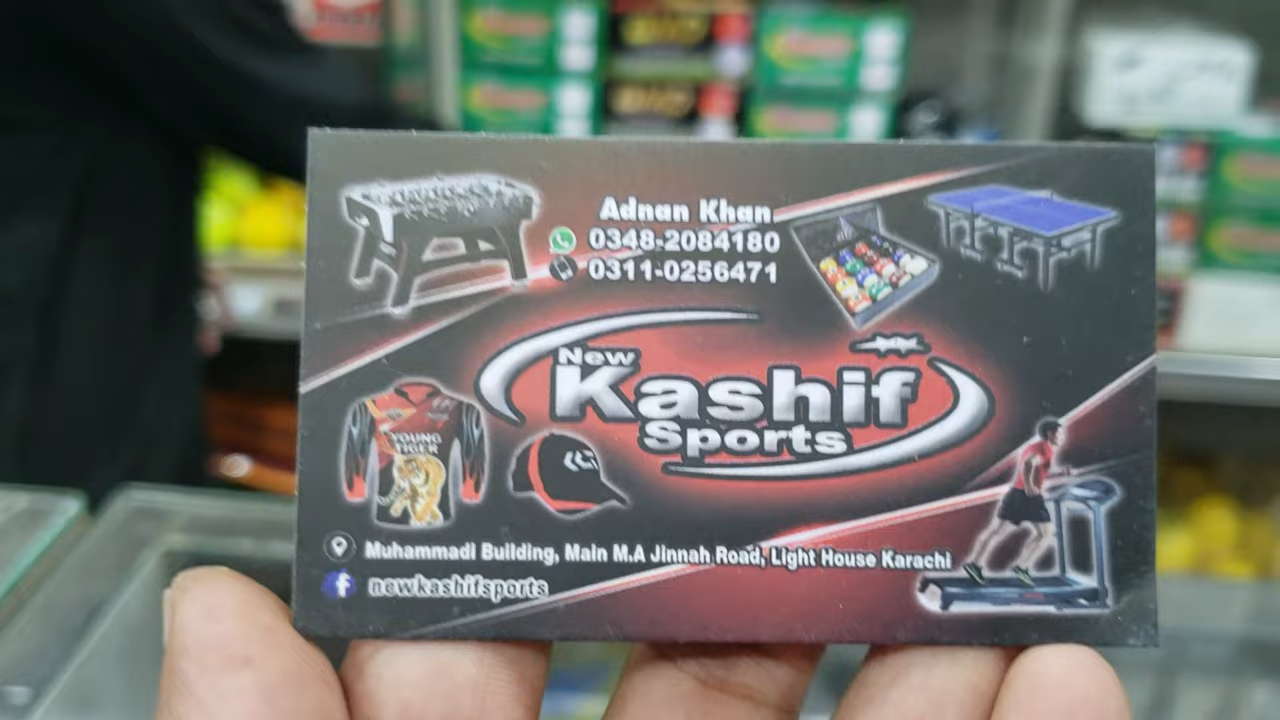 Adnan Khan
0348-2084180
0311-0256471
New
Kashif
Sports
YOUNG
TIGER
Muhammadi Building, Main M.A Jinnah Road, Light House Karachi
newkashifsports